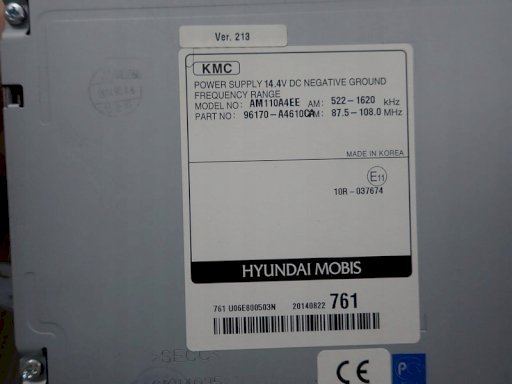 Ver. 213
KMC
POWER SUPPLY 14.4V DC NEGATIVE GROUND
FREQUENCY RANGE
MODEL NO: AM110A4EE AM: 522-1620 kHz
PART NO: 96170-A4610CA M: 87.5-108.0 MHz
MADE IN KOREA
E11
10R-037674
HYUNDAI MOBIS
761 U06E800503N 20140822 761
>SECC<
CE